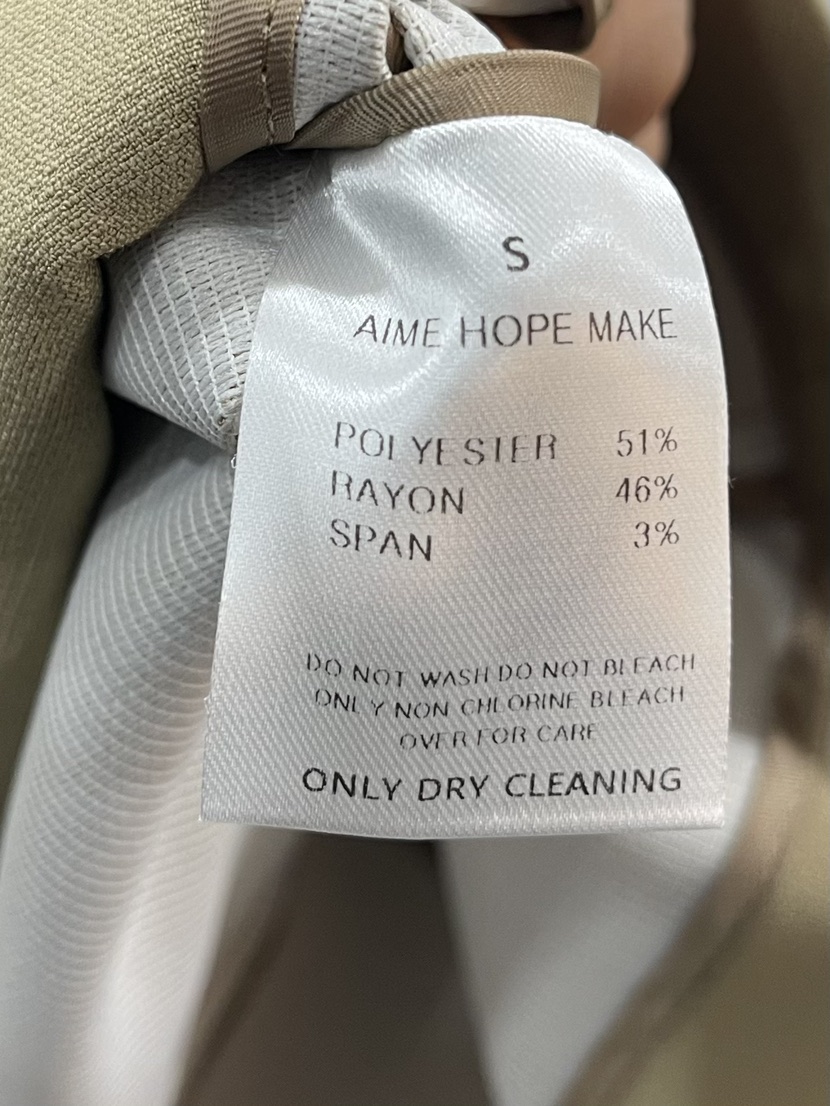 S
AIME HOPE MAKE
POLYESTER 51%
RAYON 46%
SPAN 3%
DO NOT WASH DO NOT BLEACH
ONLY NON CHLORINE BLEACH
OVER FOR CARE
ONLY DRY CLEANING